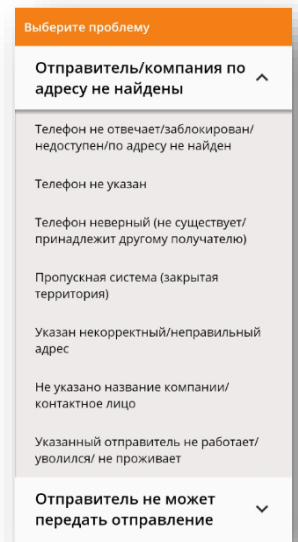 Выберите проблему
Отправитель/компания по
адресу не найдены
Телефон не отвечает/заблокирован/
недоступен/по адресу не найден
Телефон не указан
Телефон неверный (не существует/
принадлежит другому получателю)
Пропускная система (закрытая
территория)
Указан некорректный/неправильный
адрес
Не указано название компании/
контактное лицо
Указанный отправитель не работает/
уволился/ не проживает
Отправитель не может
передать отправление